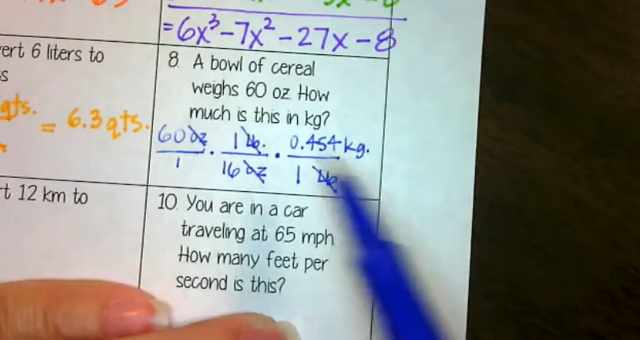 = 6x³ - 7x² - 27x - 8
ert 6 liters to
s
qts. = 6.3 qts.
8. A bowl of cereal
weighs 60 oz How
much is this in kg?
60 oz / 1 · 1 lb. / 16 oz · 0.454 kg. / 1 lb
t 12 km to
10. You are in a car
traveling at 65 mph
How many feet per
second is this?